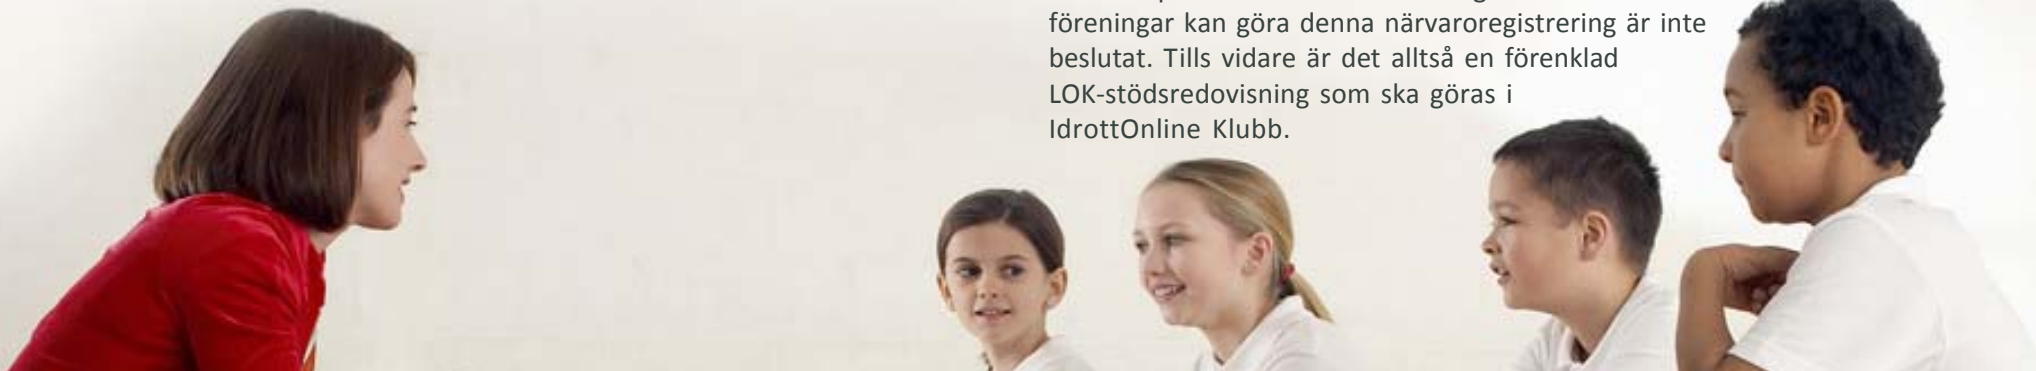 föreningar kan göra denna närvaroregistrering är inte
beslutat. Tills vidare är det alltså en förenklad
LOK-stödsredovisning som ska göras i
IdrottOnline Klubb.